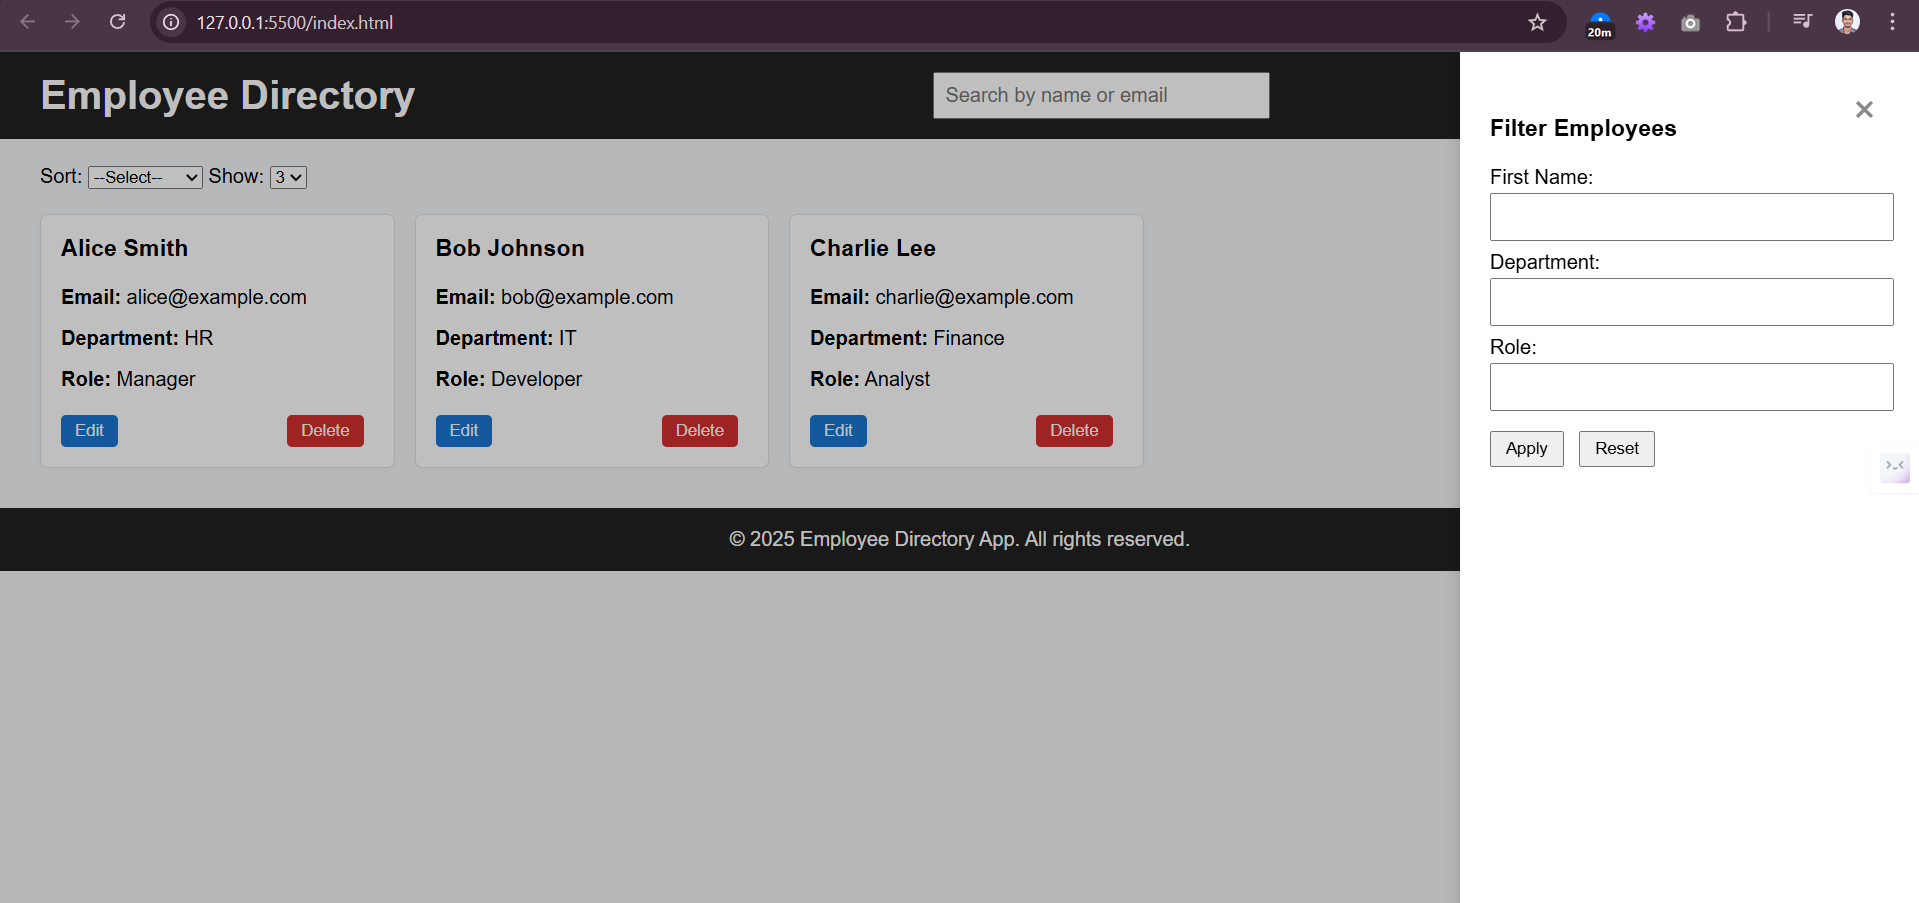 127.0.0.1:5500/index.html
20m
Employee Directory
Search by name or email
Sort: --Select-- Show: 3
Alice Smith
Email: alice@example.com
Department: HR
Role: Manager
Edit Delete
Bob Johnson
Email: bob@example.com
Department: IT
Role: Developer
Edit Delete
Charlie Lee
Email: charlie@example.com
Department: Finance
Role: Analyst
Edit Delete
© 2025 Employee Directory App. All rights reserved.
Filter Employees
First Name:
Department:
Role:
Apply Reset